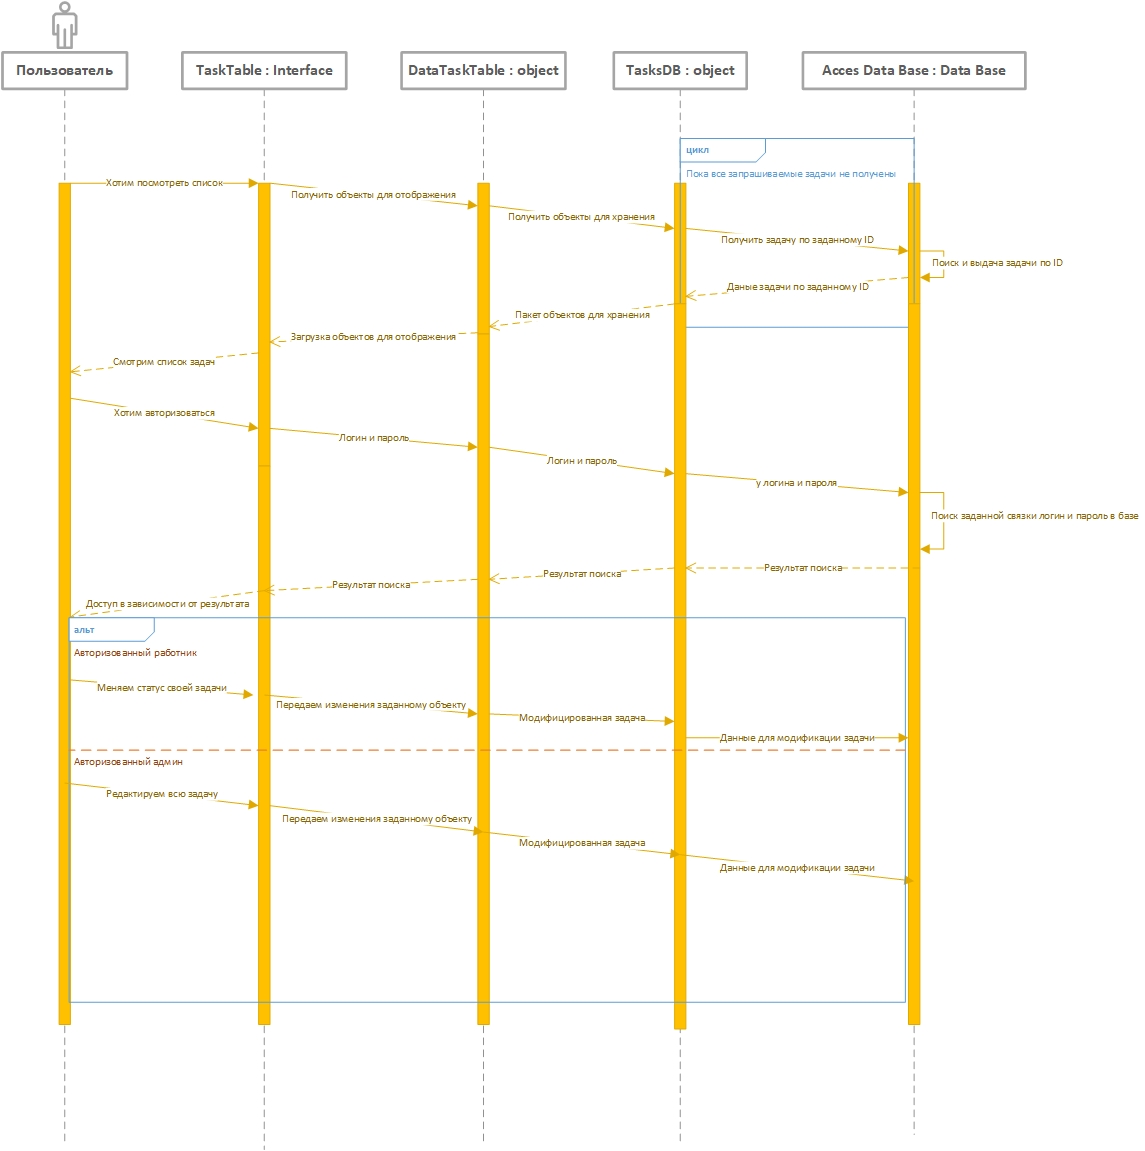 Пользователь
TaskTable : Interface
DataTaskTable : object
TasksDB : object
Acces Data Base : Data Base
цикл
Пока все запрашиваемые задачи не получены
Хотим посмотреть список
Получить объекты для отображения
Получить объекты для хранения
Получить задачу по заданному ID
Поиск и выдача задачи по ID
Даные задачи по заданному ID
Пакет объектов для хранения
Загрузка объектов для отображения
Смотрим список задач
Хотим авторизоваться
Логин и пароль
Логин и пароль
у логина и пароля
Поиск заданной связки логин и пароль в базе
Результат поиска
Результат поиска
Результат поиска
Доступ в зависимости от результата
альт
Авторизованный работник
Меняем статус своей задачи
Передаем изменения заданному объекту
Модифицированная задача
Данные для модификации задачи
Авторизованный админ
Редактируем всю задачу
Передаем изменения заданному объекту
Модифицированная задача
Данные для модификации задачи